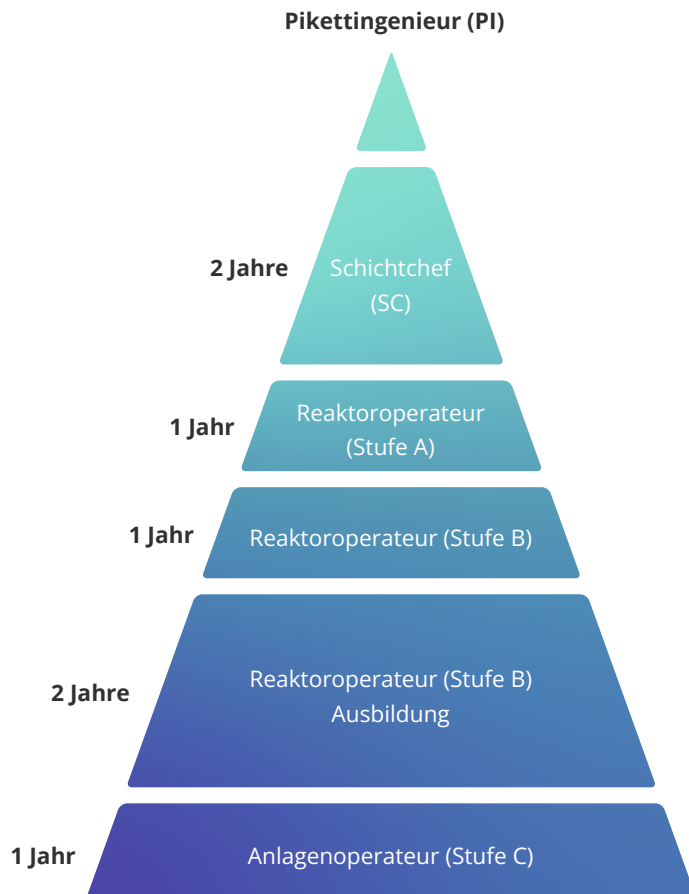 Pikettingenieur (PI)
2 Jahre
Schichtchef
(SC)
1 Jahr
Reaktoroperateur
(Stufe A)
1 Jahr
Reaktoroperateur (Stufe B)
2 Jahre
Reaktoroperateur (Stufe B)
Ausbildung
1 Jahr
Anlagenoperateur (Stufe C)